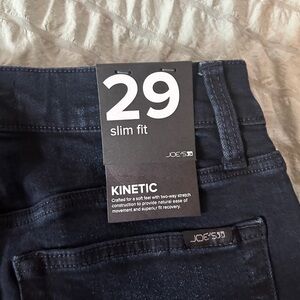 29
slim fit
JOE'S
KINETIC
Crafted for a soft feel with two-way stretch
construction to provide natural ease of
movement and superior fit recovery.
JOE'S